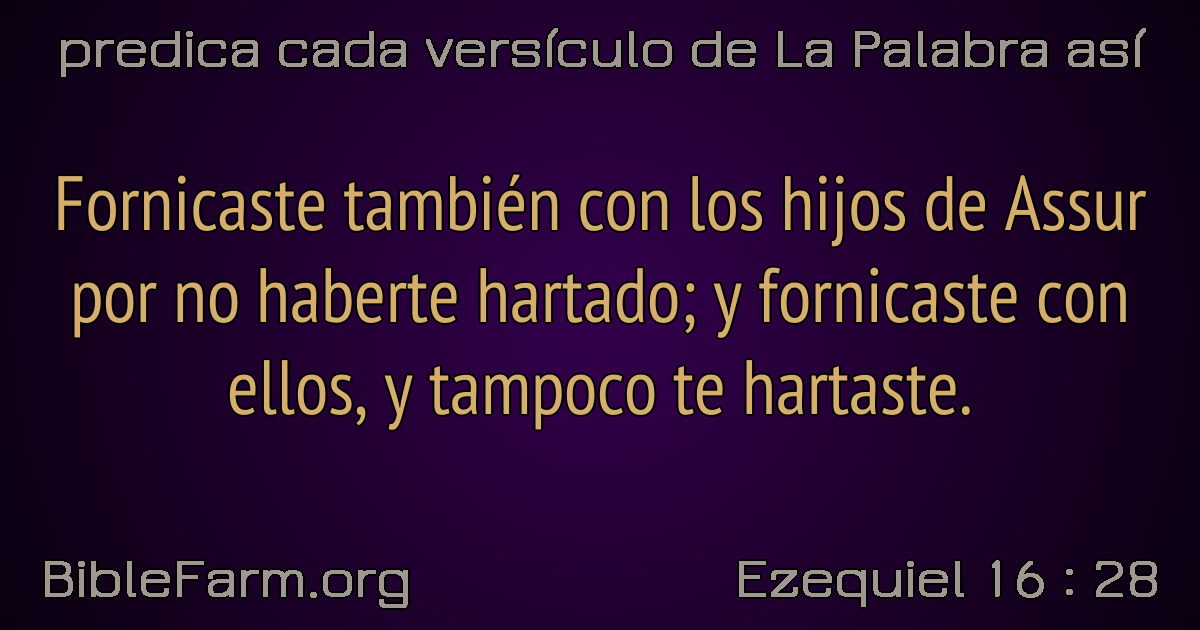 predica cada versículo de La Palabra así
Fornicaste también con los hijos de Assur
por no haberte hartado; y fornicaste con
ellos, y tampoco te hartaste.
BibleFarm.org
Ezequiel 16 : 28